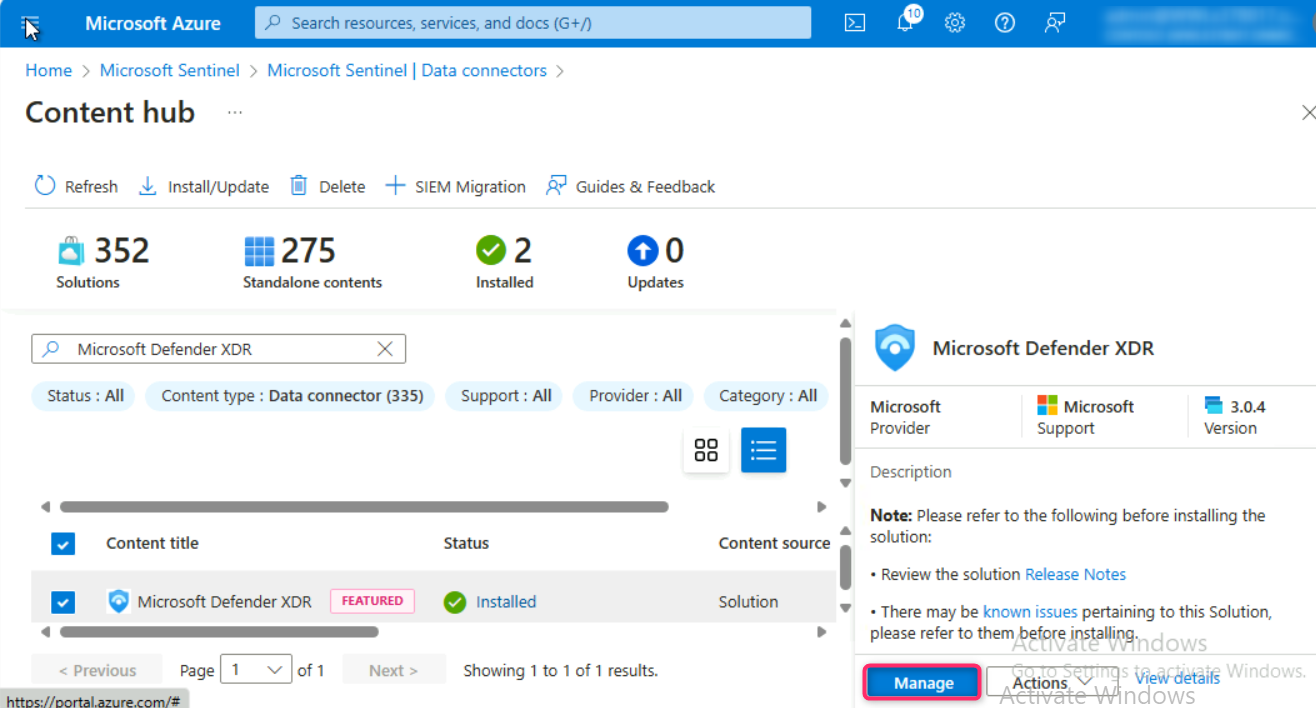 Microsoft Azure
Search resources, services, and docs (G+/)
10
Home > Microsoft Sentinel > Microsoft Sentinel | Data connectors >
Content hub ...
Refresh
Install/Update
Delete
SIEM Migration
Guides & Feedback
352
Solutions
275
Standalone contents
2
Installed
0
Updates
Microsoft Defender XDR
Status : All
Content type : Data connector (335)
Support : All
Provider : All
Category : All
Content title
Status
Content source
Microsoft Defender XDR
FEATURED
Installed
Solution
< Previous
Page 1 of 1
Next >
Showing 1 to 1 of 1 results.
https://portal.azure.com/#
Microsoft Defender XDR
Microsoft
Provider
Microsoft
Support
3.0.4
Version
Description
Note: Please refer to the following before installing the
solution:
• Review the solution Release Notes
• There may be known issues pertaining to this Solution,
please refer to them before installing.
Activate Windows
Go to Settings to activate Windows.
Manage
Actions
View details
Activate Windows